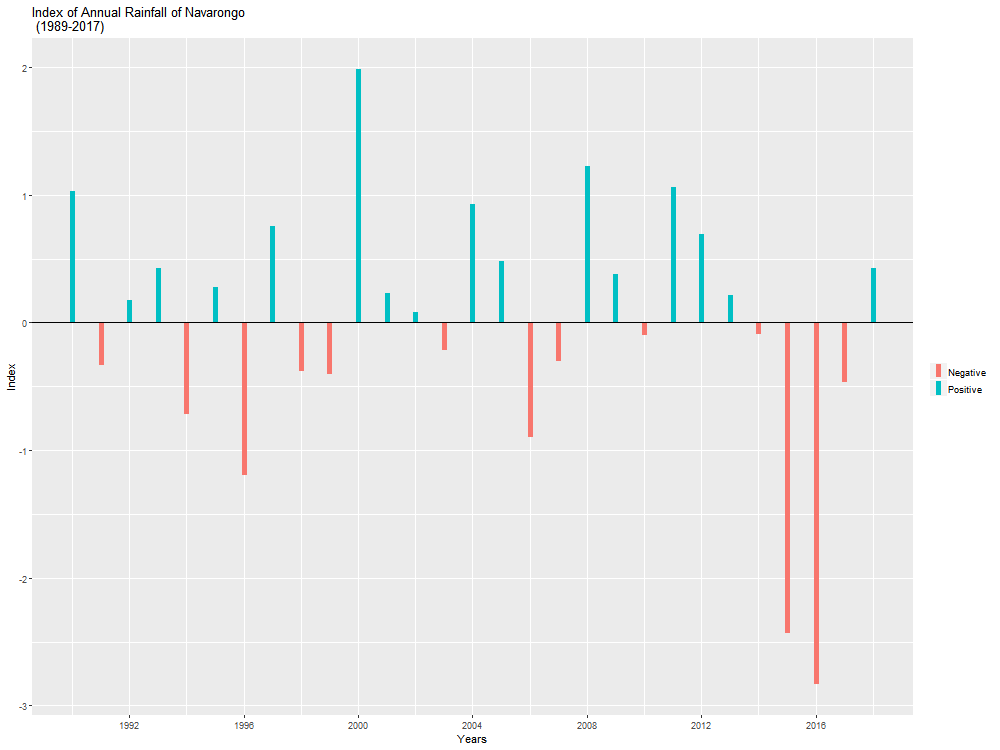 Index of Annual Rainfall of Navarongo
(1989-2017)
2
1
0
-1
-2
-3
Index
1992 1996 2000 2004 2008 2012 2016
Years
Negative
Positive